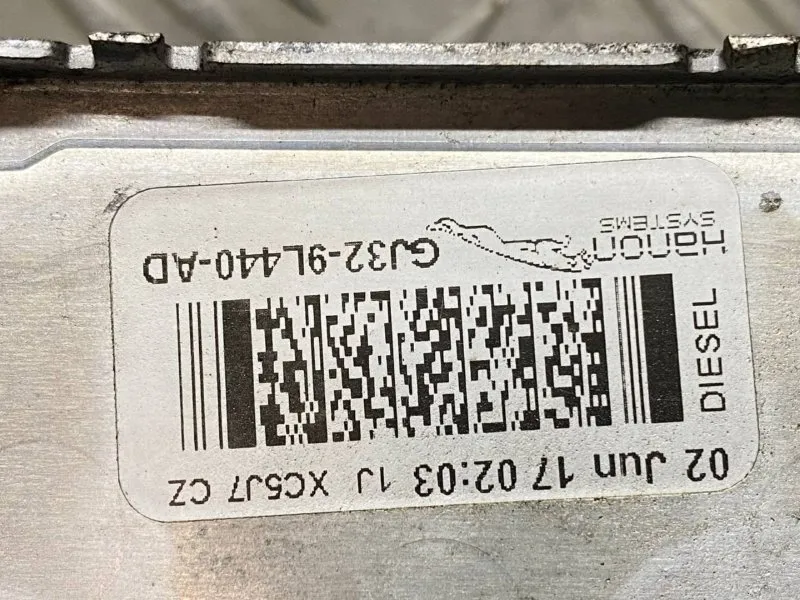 02 Jun 17 02:03 1J XC5J7 CZ
DIESEL
Hanon
SYSTEMS
GJ32-9L440-AD